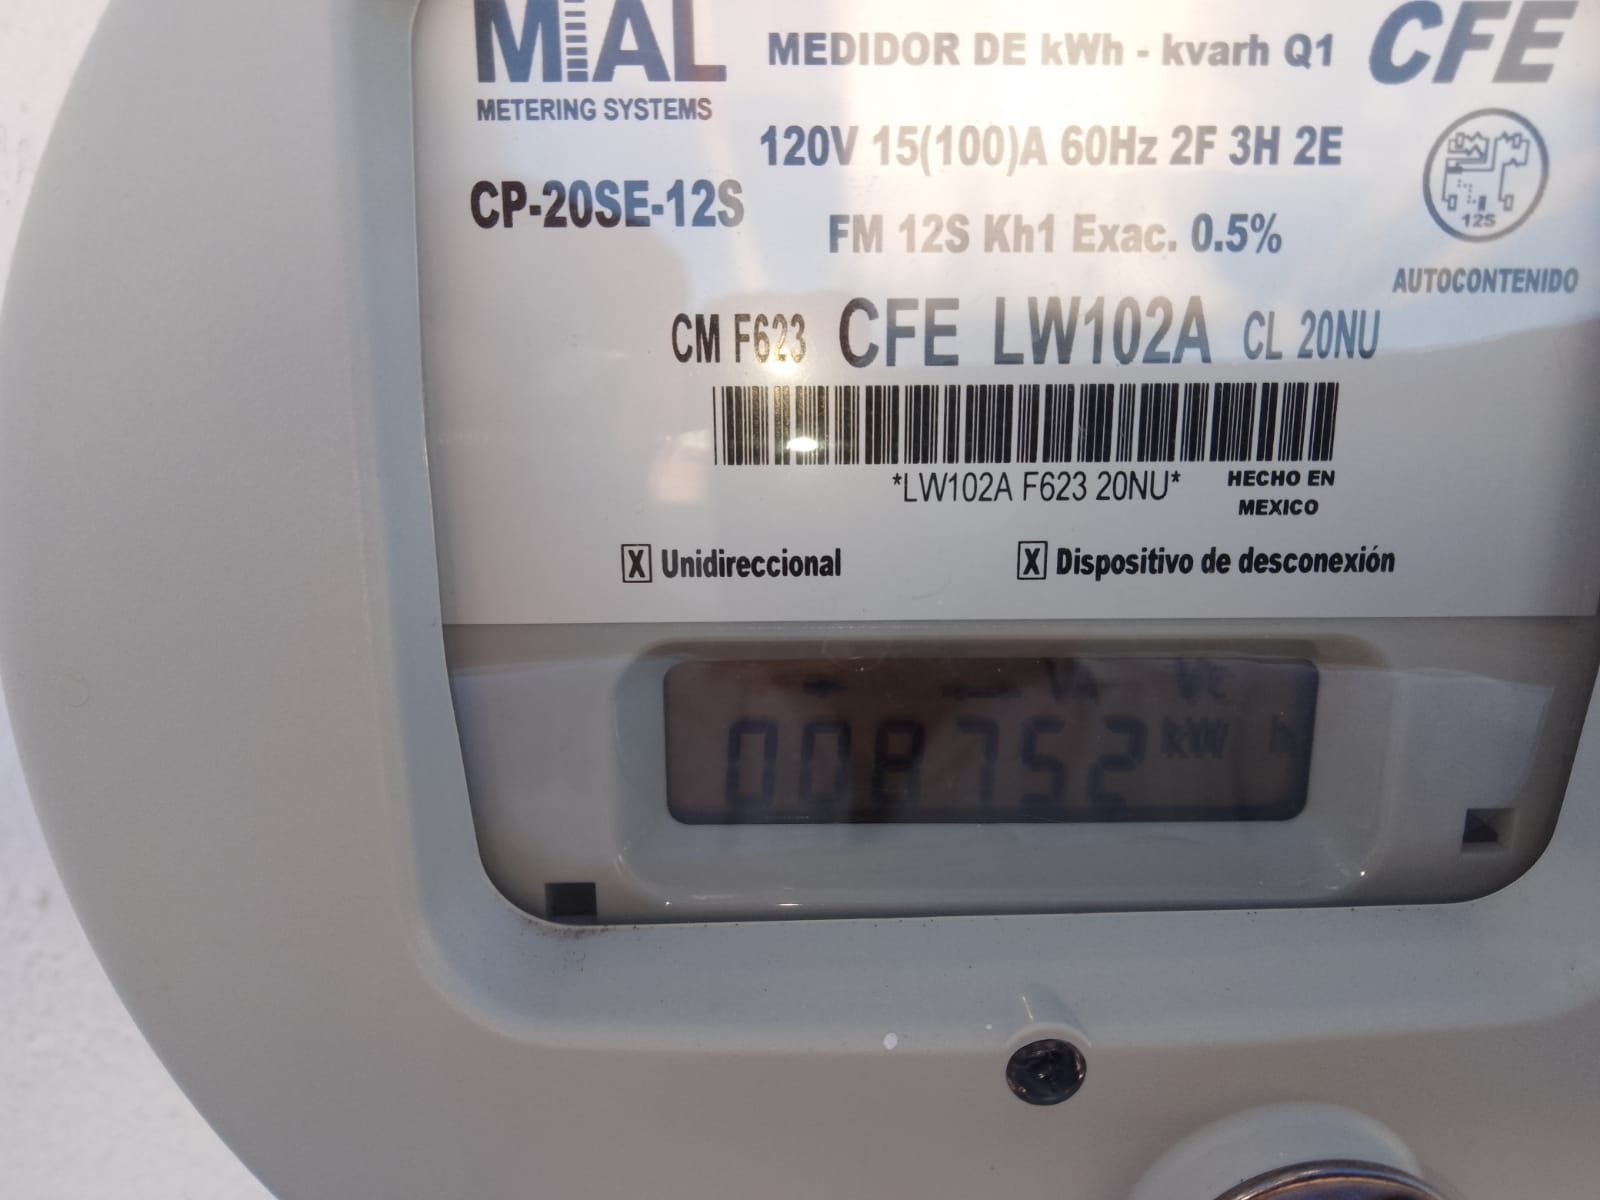 MIAL
METERING SYSTEMS
MEDIDOR DE kWh - kvarh Q1
CFE
120V 15(100)A 60Hz 2F 3H 2E
CP-20SE-12S
FM 12S Kh1 Exac. 0.5%
12S
AUTOCONTENIDO
CM F623 CFE LW102A CL 20NU
*LW102A F623 20NU*
HECHO EN
MEXICO
X Unidireccional
X Dispositivo de desconexión
VA VC
008752 kW h